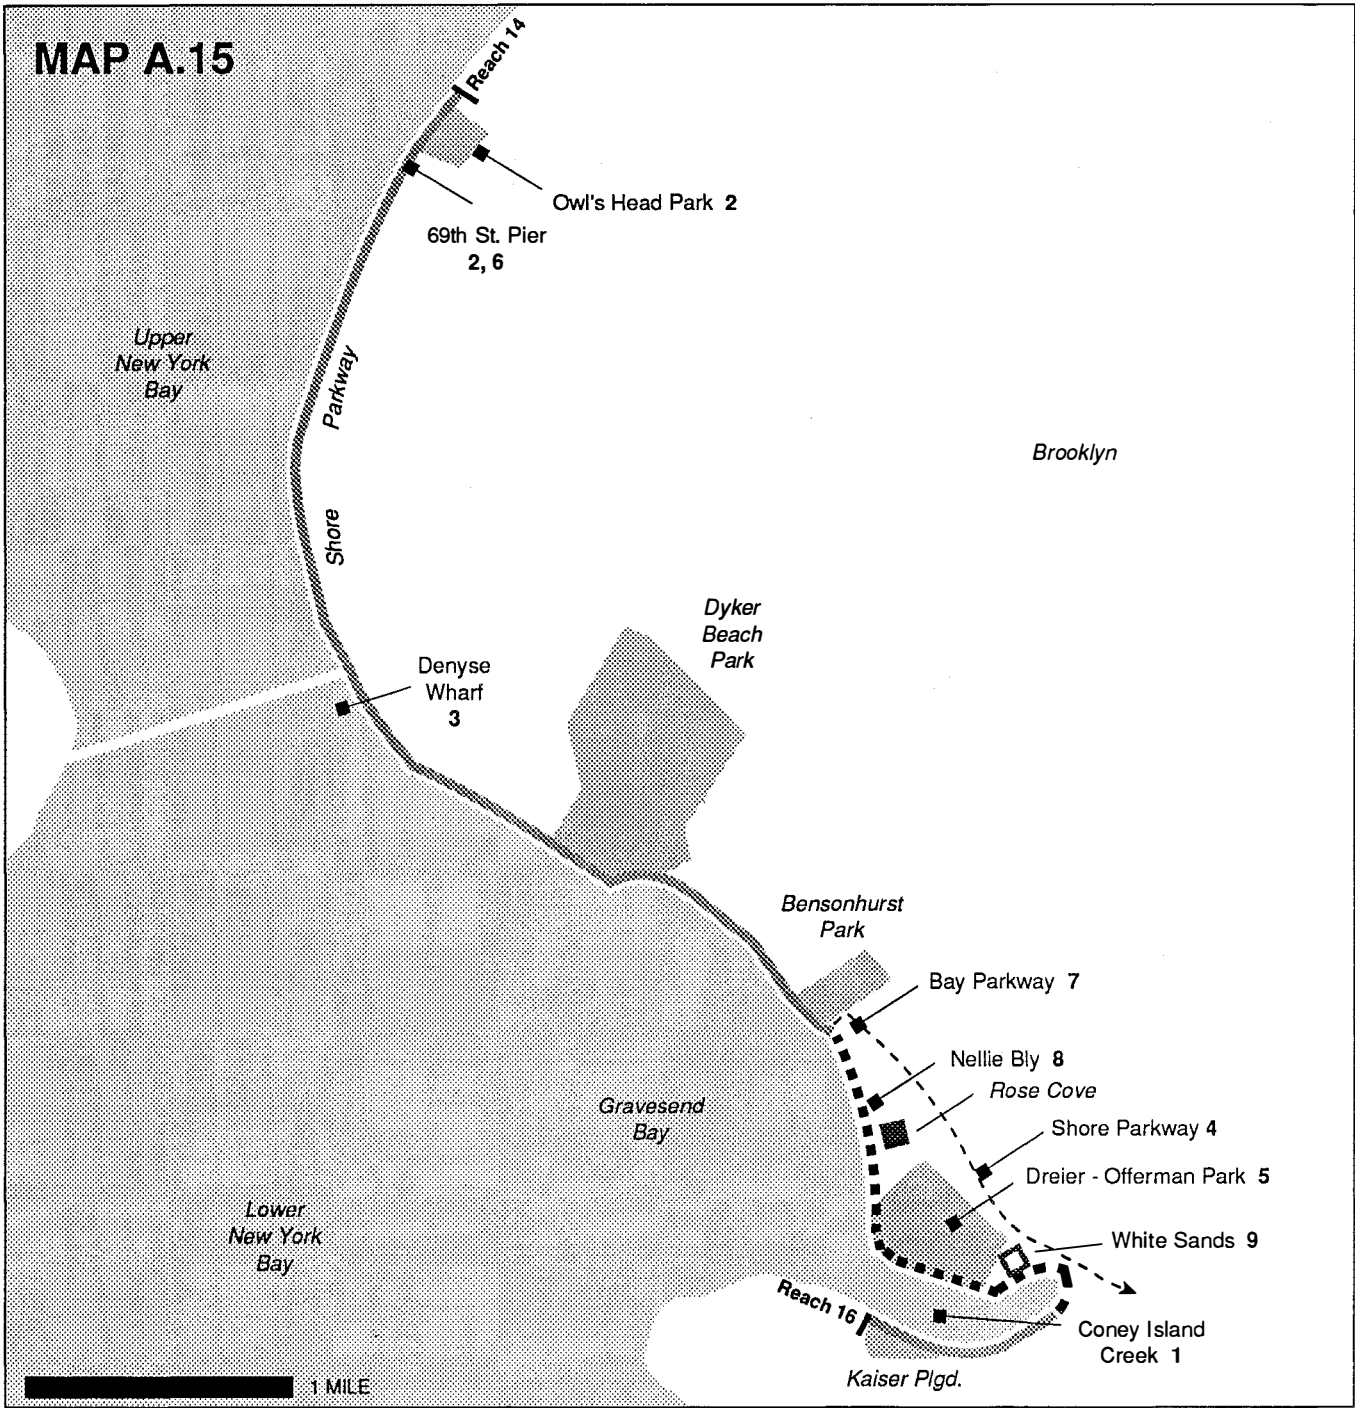 MAP A.15
Reach 14
Owl's Head Park 2
69th St. Pier
2, 6
Upper
New York
Bay
Parkway
Shore
Brooklyn
Dyker
Beach
Park
Denyse
Wharf
3
Bensonhurst
Park
Bay Parkway 7
Nellie Bly 8
Rose Cove
Gravesend
Bay
Shore Parkway 4
Dreier - Offerman Park 5
Lower
New York
Bay
White Sands 9
Reach 16
Coney Island
Creek 1
Kaiser Plgd.
1 MILE